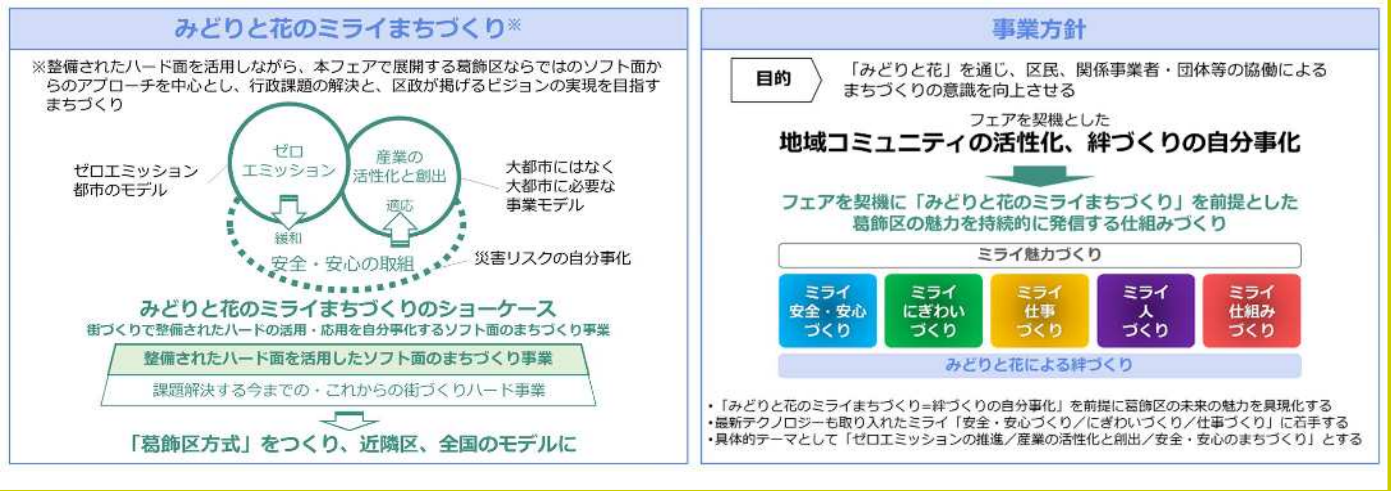 みどりと花のミライまちづくり※
※整備されたハード面を活用しながら、本フェアで展開する葛飾区ならではのソフト面か
らのアプローチを中心とし、行政課題の解決と、区政が掲げるビジョンの実現を目指す
まちづくり
ゼロ
エミッション
産業の
活性化と創出
ゼロエミッション
都市のモデル
大都市にはなく
大都市に必要な
事業モデル
緩和
適応
安全・安心の取組
災害リスクの自分事化
みどりと花のミライまちづくりのショーケース
街づくりで整備されたハードの活用・応用を自分事化するソフト面のまちづくり事業
整備されたハード面を活用したソフト面のまちづくり事業
課題解決する今までの・これからの街づくりハード事業
「葛飾区方式」をつくり、近隣区、全国のモデルに
事業方針
目的
「みどりと花」を通じ、区民、関係事業者・団体等の協働による
まちづくりの意識を向上させる
フェアを契機とした
地域コミュニティの活性化、絆づくりの自分事化
フェアを契機に「みどりと花のミライまちづくり」を前提とした
葛飾区の魅力を持続的に発信する仕組みづくり
ミライ魅力づくり
ミライ
安全・安心
づくり
ミライ
にぎわい
づくり
ミライ
仕事
づくり
ミライ
人
づくり
ミライ
仕組み
づくり
みどりと花による絆づくり
・「みどりと花のミライまちづくり=絆づくりの自分事化」を前提に葛飾区の未来の魅力を具現化する
・最新テクノロジーも取り入れたミライ「安全・安心づくり／にぎわいづくり／仕事づくり」に着手する
・具体的テーマとして「ゼロエミッションの推進／産業の活性化と創出／安全・安心のまちづくり」とする